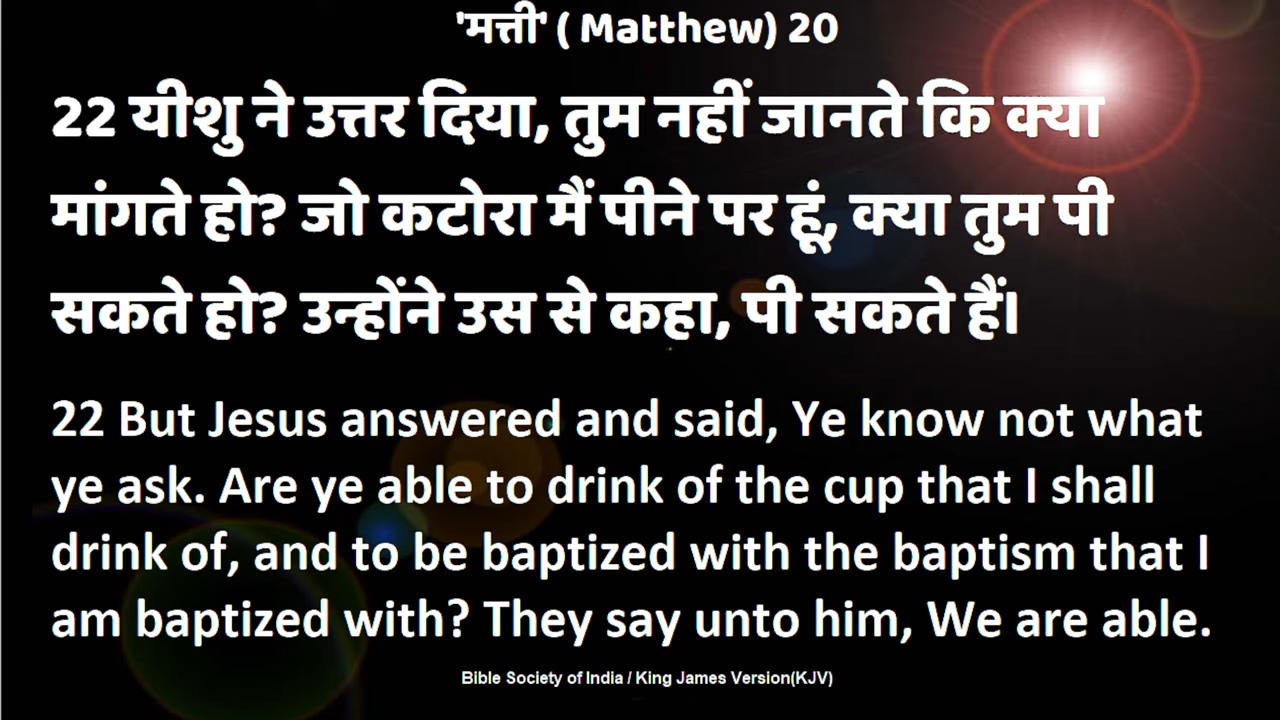 'मत्ती' ( Matthew) 20
22 यीशु ने उत्तर दिया, तुम नहीं जानते कि क्या
मांगते हो? जो कटोरा मैं पीने पर हूं, क्या तुम पी
सकते हो? उन्होंने उस से कहा, पी सकते हैं।
22 But Jesus answered and said, Ye know not what
ye ask. Are ye able to drink of the cup that I shall
drink of, and to be baptized with the baptism that I
am baptized with? They say unto him, We are able.
Bible Society of India / King James Version(KJV)